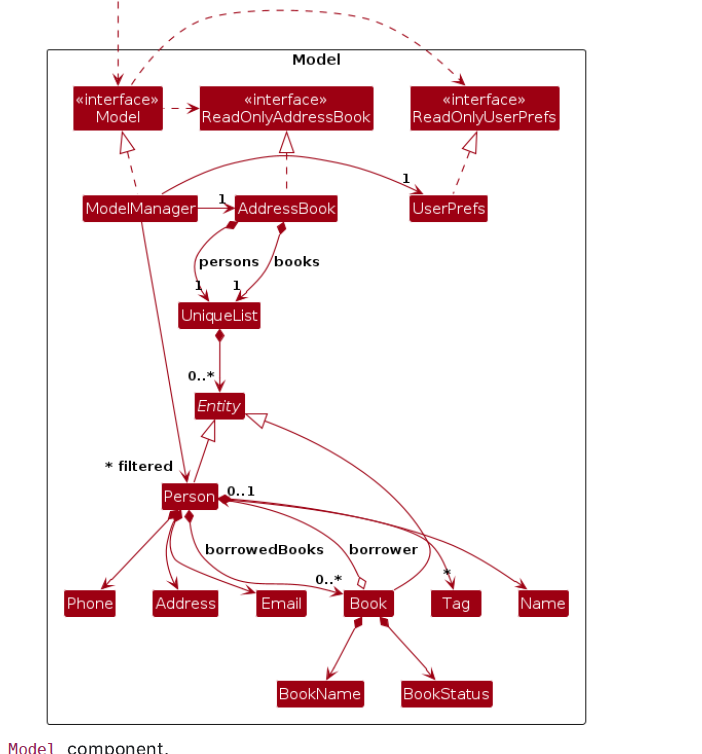 Model
«interface»
Model
«interface»
ReadOnlyAddressBook
«interface»
ReadOnlyUserPrefs
1
ModelManager
1
AddressBook
UserPrefs
persons
books
1
1
UniqueList
0..*
Entity
* filtered
Person
0..1
borrowedBooks
borrower
0..*
*
Phone
Address
Email
Book
Tag
Name
BookName
BookStatus
Model component.